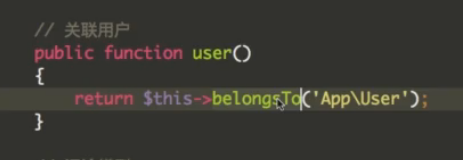 // 关联用户
public function user()
{
return $this->belongsTo('App\User');
}